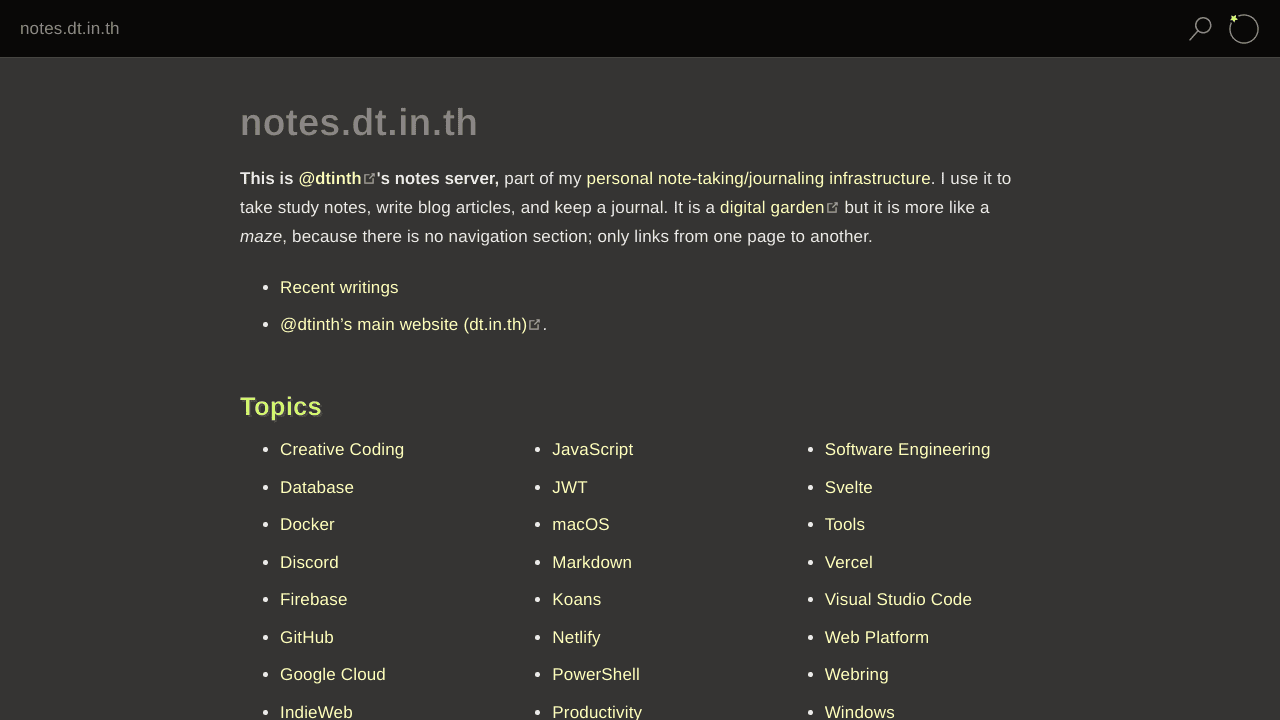 notes.dt.in.th
notes.dt.in.th
This is @dtinth's notes server, part of my personal note-taking/journaling infrastructure. I use it to
take study notes, write blog articles, and keep a journal. It is a digital garden but it is more like a
maze, because there is no navigation section; only links from one page to another.
Recent writings
@dtinth’s main website (dt.in.th).
Topics
Creative Coding
Database
Docker
Discord
Firebase
GitHub
Google Cloud
IndieWeb
JavaScript
JWT
macOS
Markdown
Koans
Netlify
PowerShell
Productivity
Software Engineering
Svelte
Tools
Vercel
Visual Studio Code
Web Platform
Webring
Windows